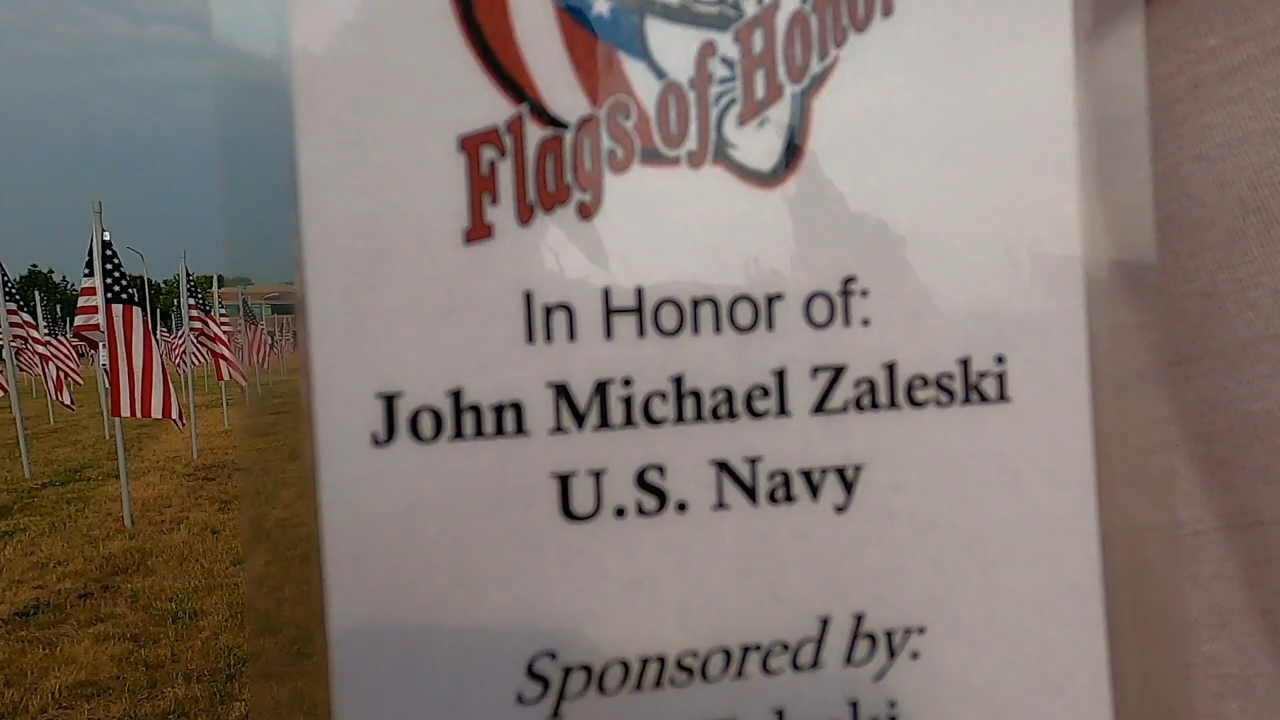 Flags of Honor
In Honor of:
John Michael Zaleski
U.S. Navy
Sponsored by: